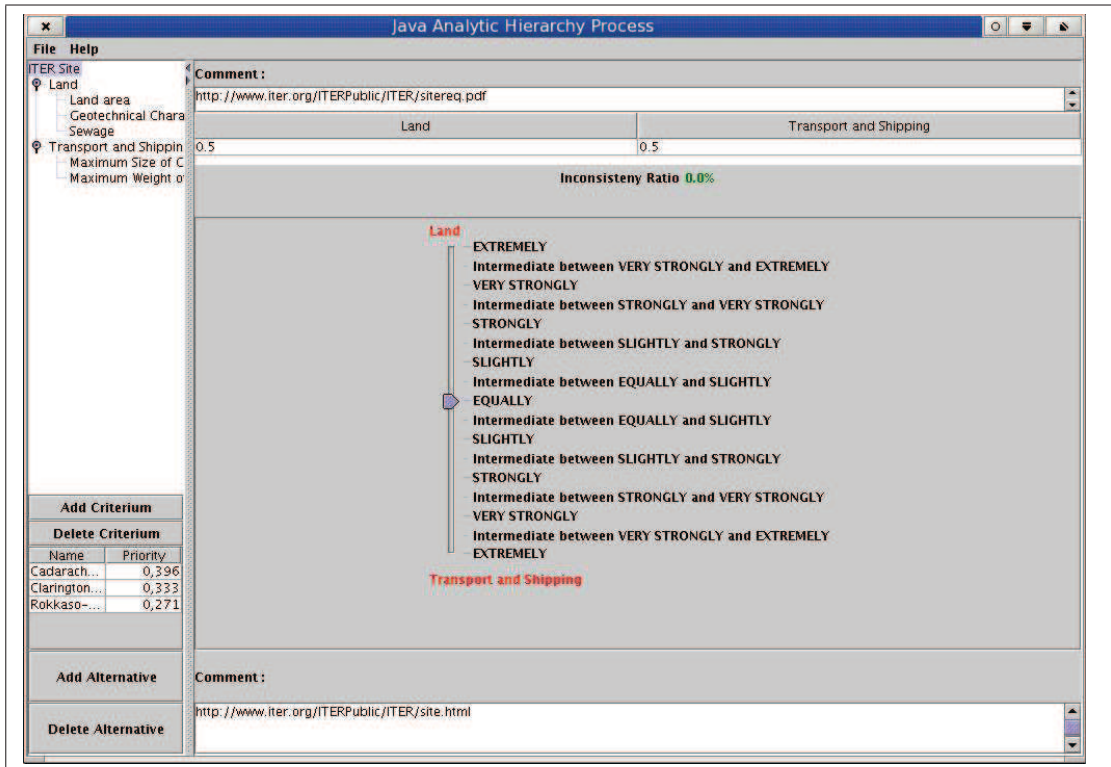 Java Analytic Hierarchy Process
File Help
ITER Site
Land
Land area
Geotechnical Chara
Sewage
Transport and Shippin
Maximum Size of C
Maximum Weight o
Add Criterium
Delete Criterium
Name Priority
Cadarach... 0,396
Clarington... 0,333
Rokkaso-... 0,271
Add Alternative
Delete Alternative
Comment :
http://www.iter.org/ITERPublic/ITER/sitereq.pdf
Land Transport and Shipping
0.5 0.5
Inconsisteny Ratio 0.0%
Land
EXTREMELY
Intermediate between VERY STRONGLY and EXTREMELY
VERY STRONGLY
Intermediate between STRONGLY and VERY STRONGLY
STRONGLY
Intermediate between SLIGHTLY and STRONGLY
SLIGHTLY
Intermediate between EQUALLY and SLIGHTLY
EQUALLY
Intermediate between EQUALLY and SLIGHTLY
SLIGHTLY
Intermediate between SLIGHTLY and STRONGLY
STRONGLY
Intermediate between STRONGLY and VERY STRONGLY
VERY STRONGLY
Intermediate between VERY STRONGLY and EXTREMELY
EXTREMELY
Transport and Shipping
Comment :
http://www.iter.org/ITERPublic/ITER/site.html